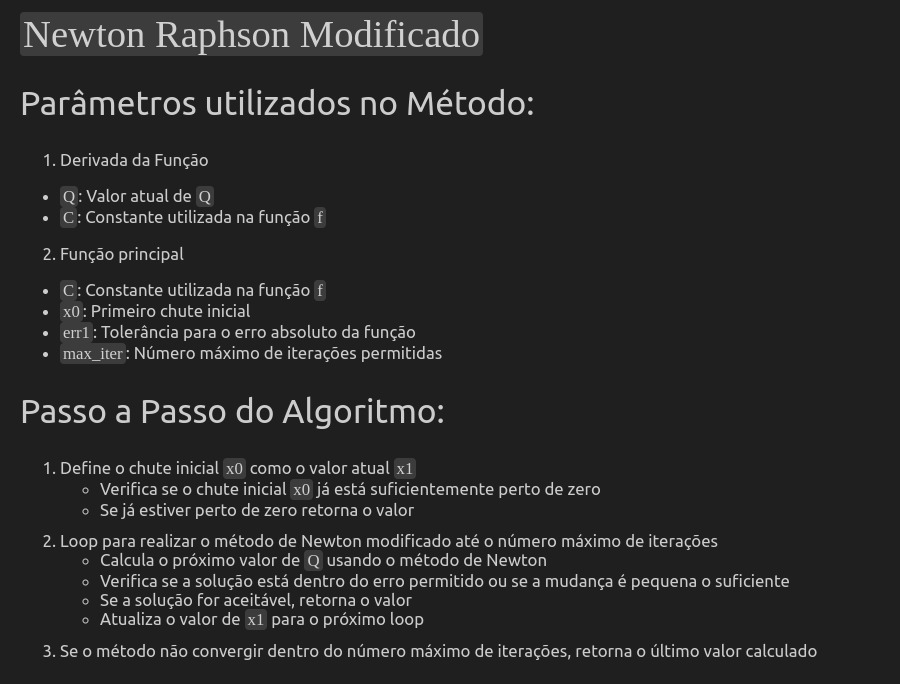 Newton Raphson Modificado
Parâmetros utilizados no Método:
1. Derivada da Função
• Q: Valor atual de Q
• C: Constante utilizada na função f
2. Função principal
• C: Constante utilizada na função f
• x0: Primeiro chute inicial
• err1: Tolerância para o erro absoluto da função
• max_iter: Número máximo de iterações permitidas
Passo a Passo do Algoritmo:
1. Define o chute inicial x0 como o valor atual x1
◦ Verifica se o chute inicial x0 já está suficientemente perto de zero
◦ Se já estiver perto de zero retorna o valor
2. Loop para realizar o método de Newton modificado até o número máximo de iterações
◦ Calcula o próximo valor de Q usando o método de Newton
◦ Verifica se a solução está dentro do erro permitido ou se a mudança é pequena o suficiente
◦ Se a solução for aceitável, retorna o valor
◦ Atualiza o valor de x1 para o próximo loop
3. Se o método não convergir dentro do número máximo de iterações, retorna o último valor calculado